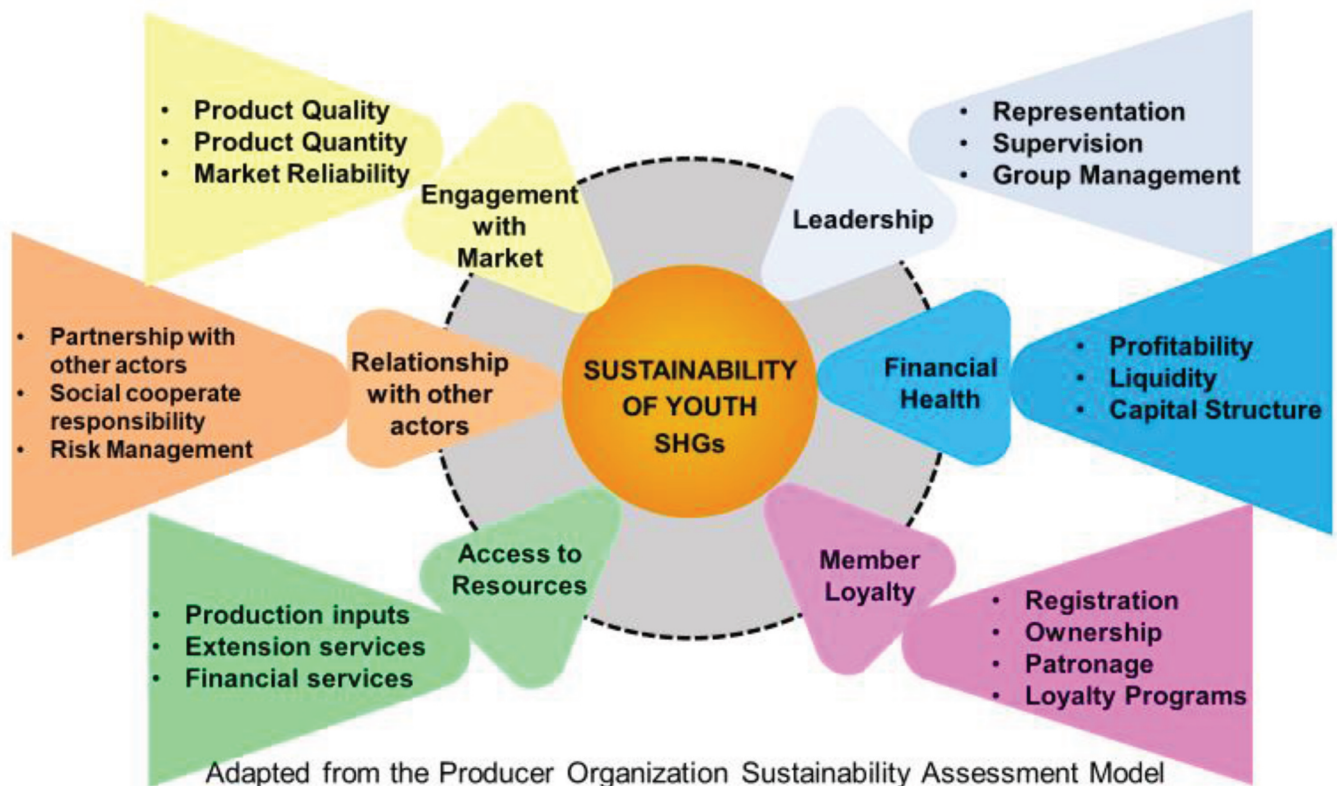 • Product Quality
• Product Quantity
• Market Reliability
Engagement
with
Market
• Representation
• Supervision
• Group Management
Leadership
• Partnership with
other actors
• Social cooperate
responsibility
• Risk Management
Relationship
with other
actors
SUSTAINABILITY
OF YOUTH
SHGs
Financial
Health
• Profitability
• Liquidity
• Capital Structure
Access to
Resources
• Production inputs
• Extension services
• Financial services
Member
Loyalty
• Registration
• Ownership
• Patronage
• Loyalty Programs
Adapted from the Producer Organization Sustainability Assessment Model